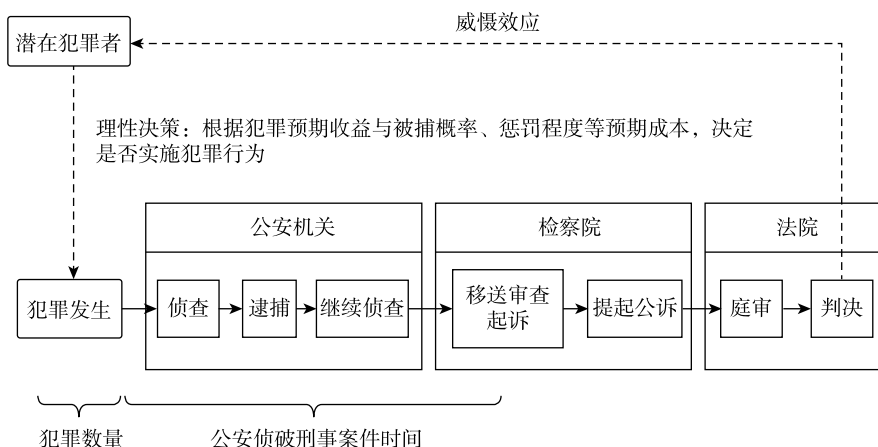 威慑效应
潜在犯罪者
理性决策：根据犯罪预期收益与被捕概率、惩罚程度等预期成本，决定
是否实施犯罪行为
公安机关
检察院
法院
犯罪发生
侦查
逮捕
继续侦查
移送审查
起诉
提起公诉
庭审
判决
犯罪数量
公安侦破刑事案件时间